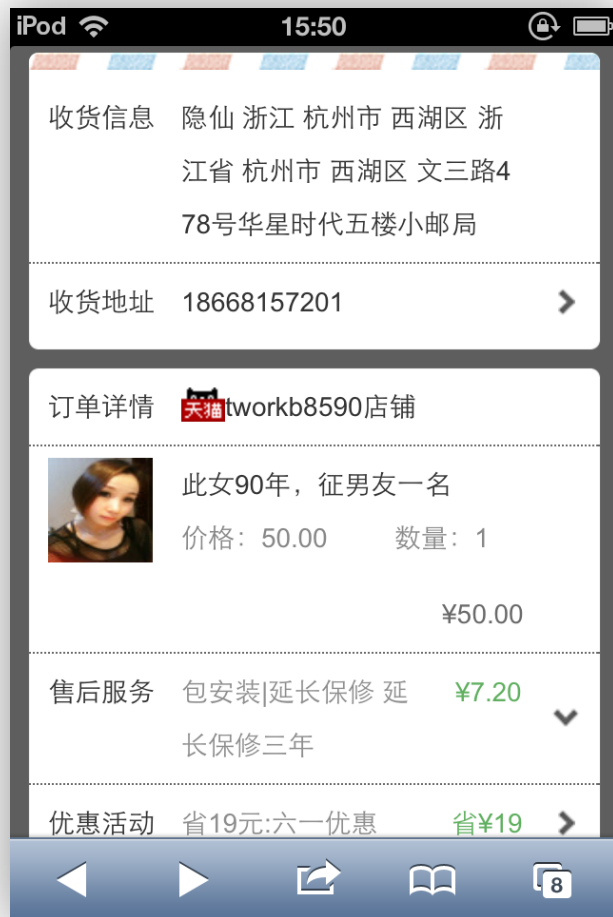 iPod 15:50
收货信息 隐仙 浙江 杭州市 西湖区 浙
江省 杭州市 西湖区 文三路4
78号华星时代五楼小邮局
收货地址 18668157201
订单详情 天猫tworkb8590店铺
此女90年，征男友一名
价格：50.00 数量：1
¥50.00
售后服务 包安装|延长保修 延 ¥7.20
长保修三年
优惠活动 省19元:六一优惠 省¥19
8